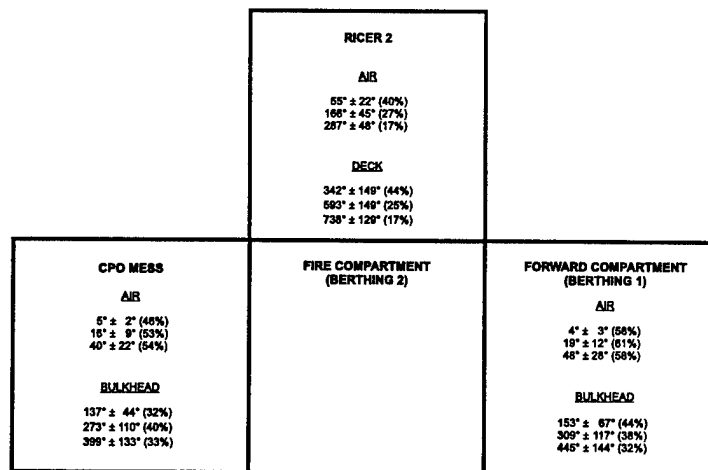 RICER 2
AIR
55° ± 22° (40%)
166° ± 45° (27%)
287° ± 48° (17%)
DECK
342° ± 149° (44%)
593° ± 149° (25%)
738° ± 129° (17%)
CPO MESS
AIR
5° ± 2° (46%)
16° ± 9° (53%)
40° ± 22° (54%)
BULKHEAD
137° ± 44° (32%)
273° ± 110° (40%)
399° ± 133° (33%)
FIRE COMPARTMENT
(BERTHING 2)
FORWARD COMPARTMENT
(BERTHING 1)
AIR
4° ± 3° (56%)
19° ± 12° (61%)
48° ± 28° (58%)
BULKHEAD
153° ± 67° (44%)
309° ± 117° (38%)
445° ± 144° (32%)